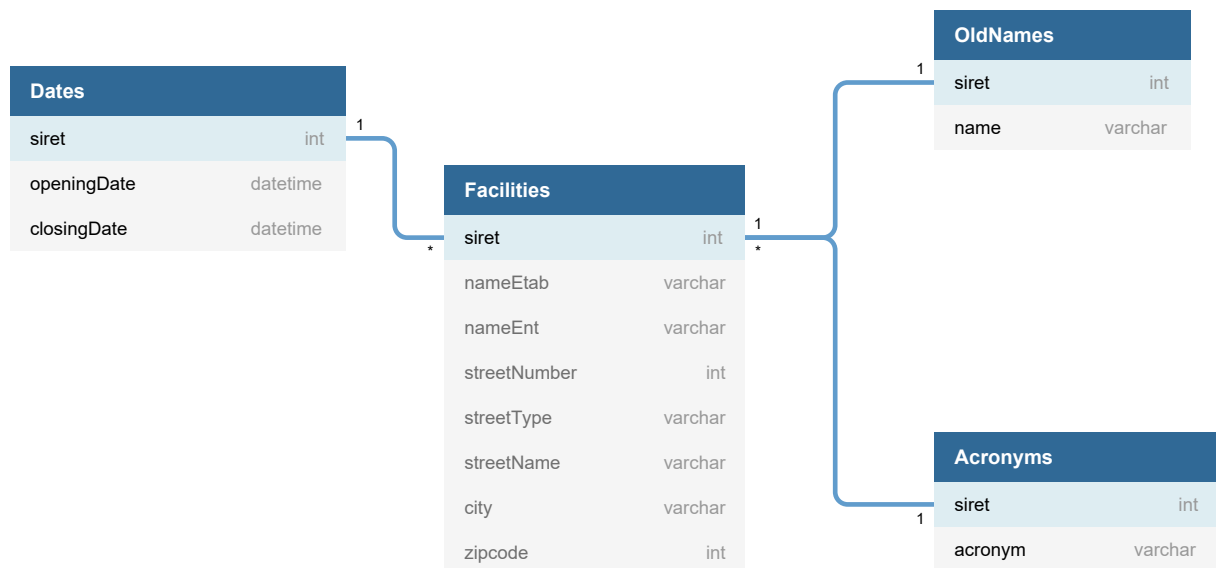 Dates
siret int
openingDate datetime
closingDate datetime
1
*
Facilities
siret int
nameEtab varchar
nameEnt varchar
streetNumber int
streetType varchar
streetName varchar
city varchar
zipcode int
1
*
1
OldNames
siret int
name varchar
1
Acronyms
siret int
acronym varchar